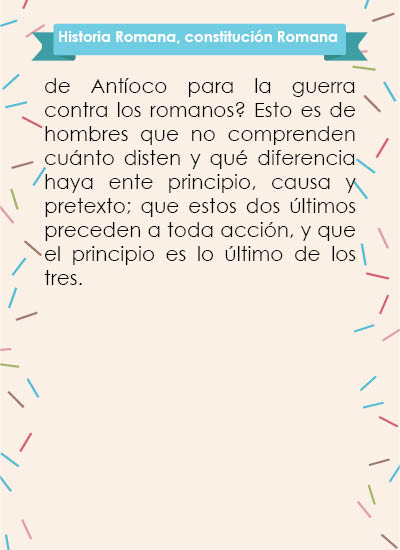 Historia Romana, constitución Romana
de Antíoco para la guerra
contra los romanos? Esto es de
hombres que no comprenden
cuánto disten y qué diferencia
haya ente principio, causa y
pretexto; que estos dos últimos
preceden a toda acción, y que
el principio es lo último de los
tres.